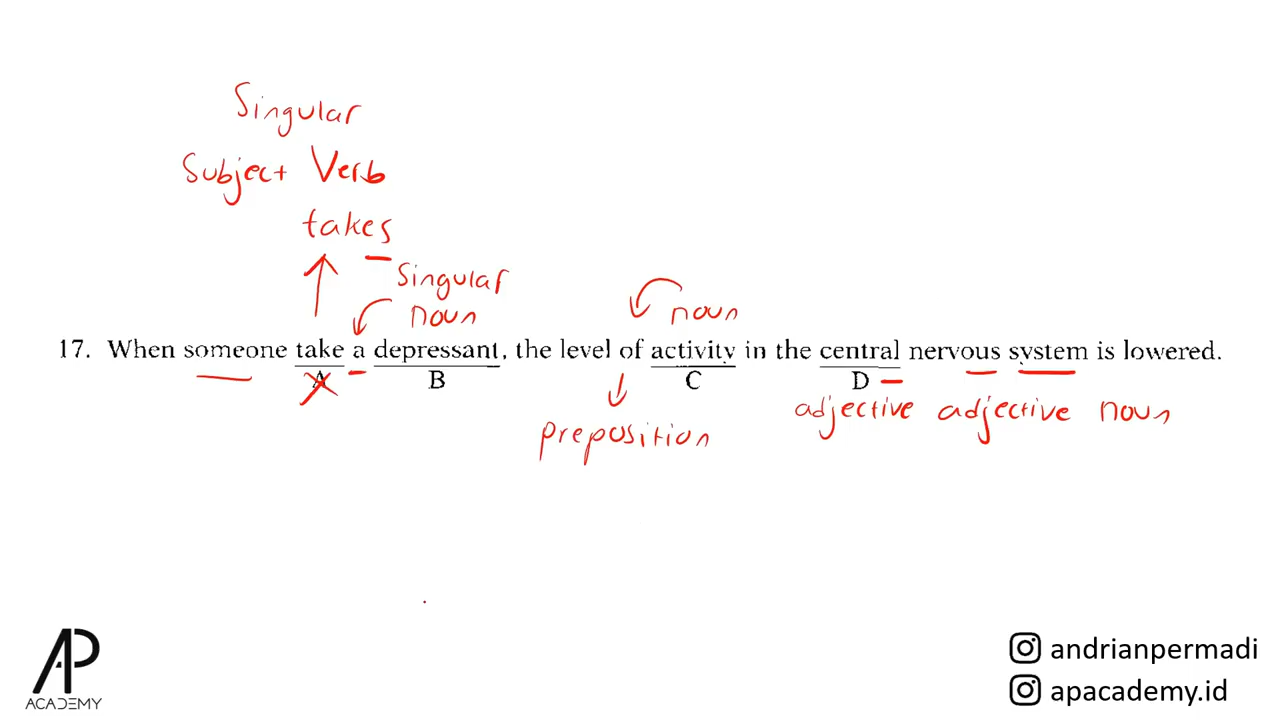 Singular
Subject Verb
takes
Singular
noun
noun
17. When someone take a depressant, the level of activity in the central nervous system is lowered.
A B C D
adjective adjective noun
preposition
AP
ACADEMY
andrianpermadi
apacademy.id